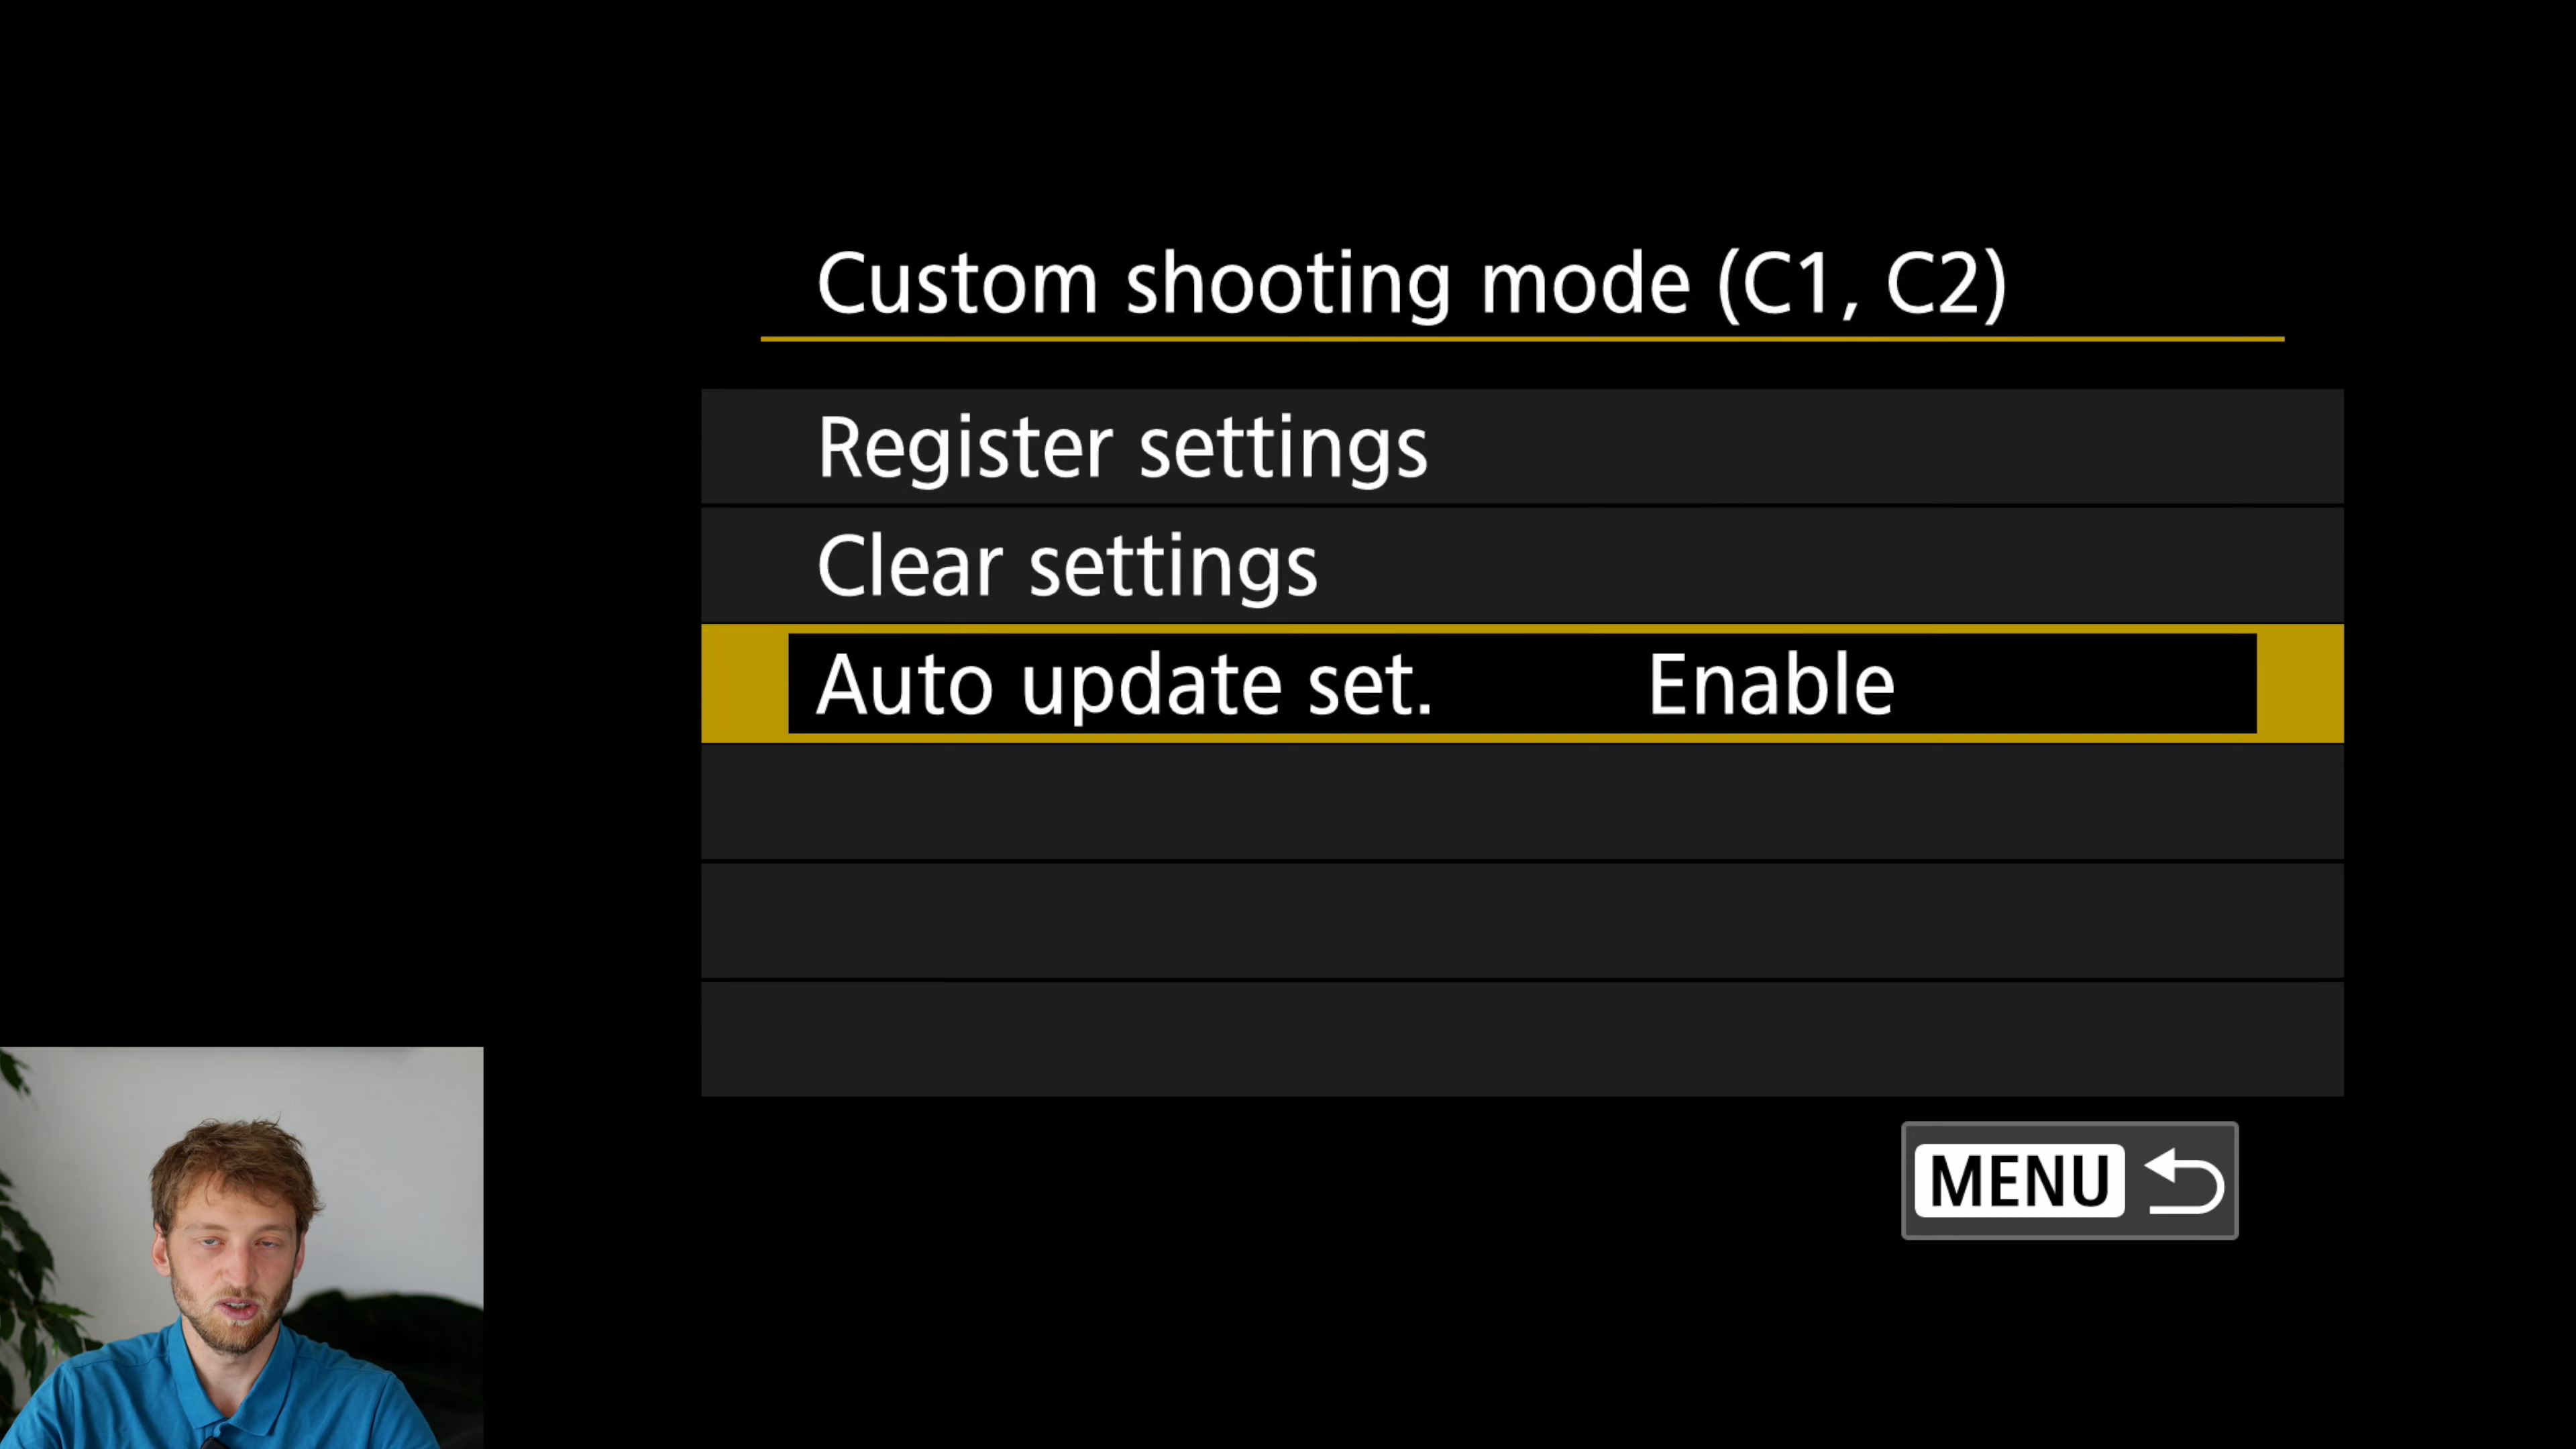 Custom shooting mode (C1, C2)
Register settings
Clear settings
Auto update set. Enable
MENU